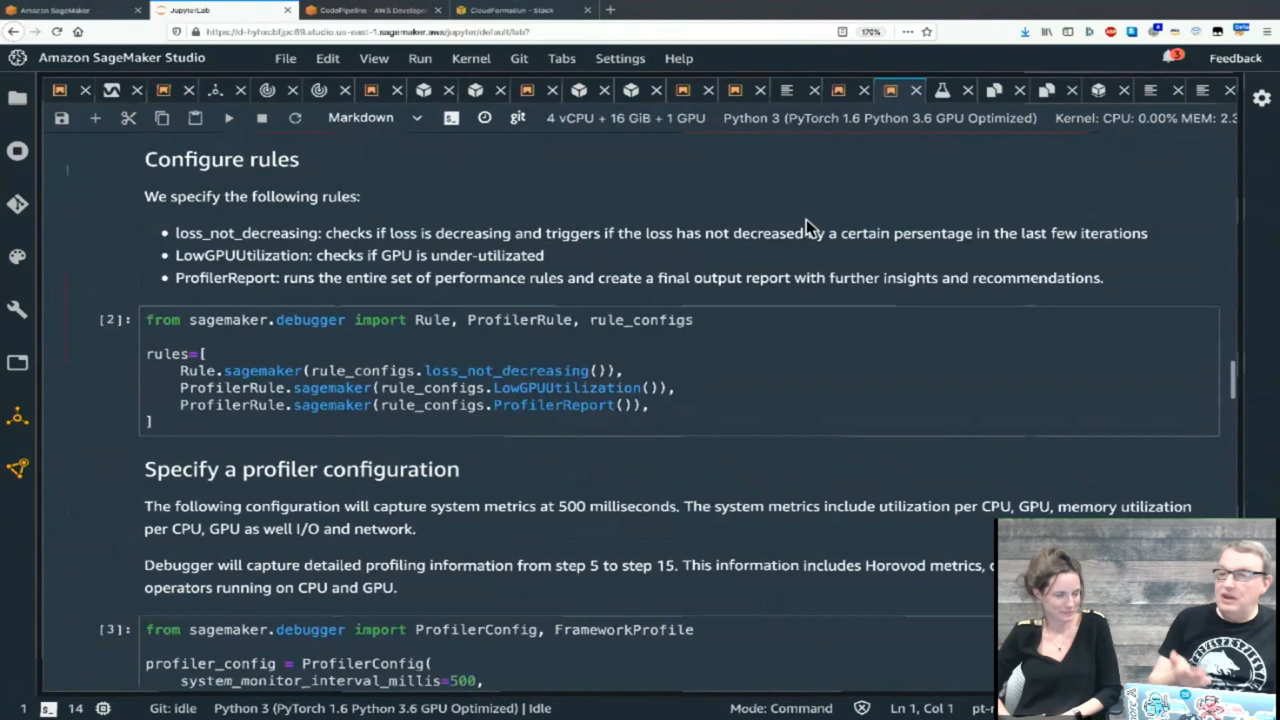 Amazon SageMaker
JupyterLab
CodePipeline - AWS Developer
CloudFormation - Stack
https://d-hyhxcbfjpc89.studio.us-east-1.sagemaker.aws/jupyter/default/lab?
170%
Amazon SageMaker Studio
File Edit View Run Kernel Git Tabs Settings Help
3
Feedback
Markdown
git
4 vCPU + 16 GiB + 1 GPU
Python 3 (PyTorch 1.6 Python 3.6 GPU Optimized)
Kernel: CPU: 0.00% MEM: 2.3
Configure rules
We specify the following rules:
• loss_not_decreasing: checks if loss is decreasing and triggers if the loss has not decreased by a certain persentage in the last few iterations
• LowGPUUtilization: checks if GPU is under-utilizated
• ProfilerReport: runs the entire set of performance rules and create a final output report with further insights and recommendations.
[2]: from sagemaker.debugger import Rule, ProfilerRule, rule_configs
rules=[
Rule.sagemaker(rule_configs.loss_not_decreasing()),
ProfilerRule.sagemaker(rule_configs.LowGPUUtilization()),
ProfilerRule.sagemaker(rule_configs.ProfilerReport()),
]
Specify a profiler configuration
The following configuration will capture system metrics at 500 milliseconds. The system metrics include utilization per CPU, GPU, memory utilization
per CPU, GPU as well I/O and network.
Debugger will capture detailed profiling information from step 5 to step 15. This information includes Horovod metrics,
operators running on CPU and GPU.
[3]: from sagemaker.debugger import ProfilerConfig, FrameworkProfile
profiler_config = ProfilerConfig(
system_monitor_interval_millis=500,
1
14
Git: idle
Python 3 (PyTorch 1.6 Python 3.6 GPU Optimized) | Idle
Mode: Command
Ln 1, Col 1